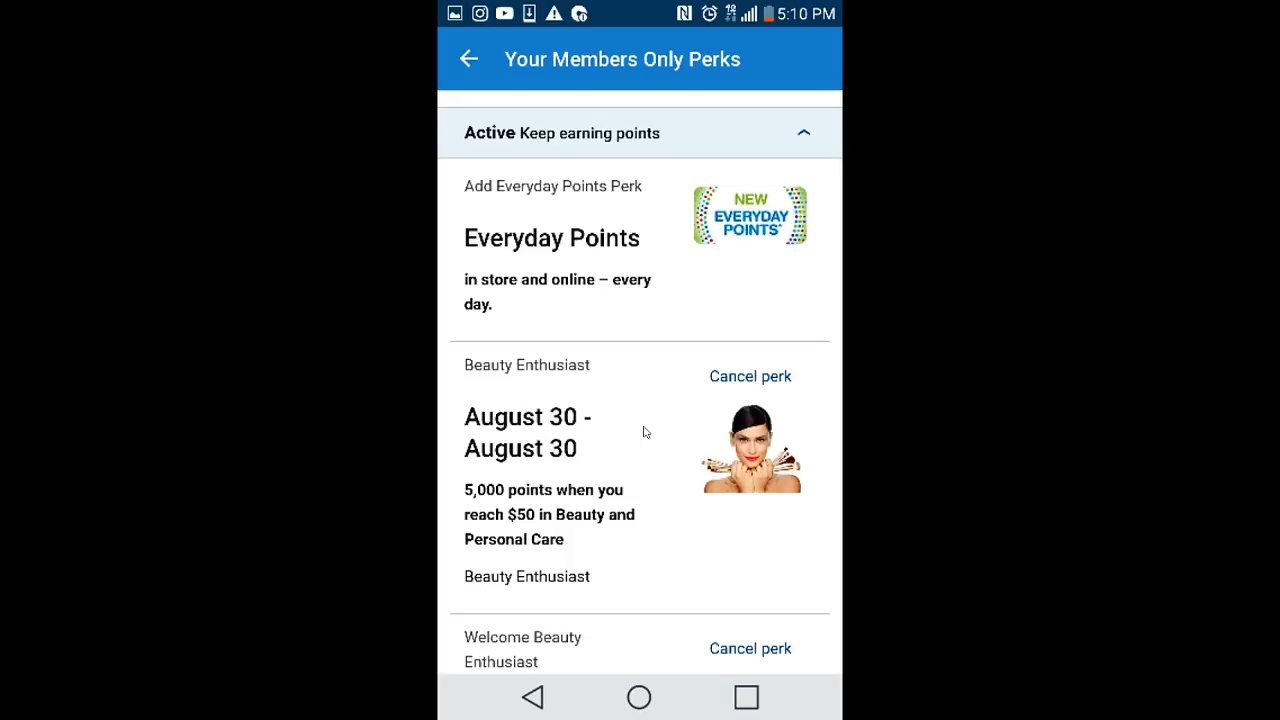 5:10 PM
Your Members Only Perks
Active Keep earning points
Add Everyday Points Perk
NEW
EVERYDAY
POINTS*
Everyday Points
in store and online – every
day.
Beauty Enthusiast
Cancel perk
August 30 -
August 30
5,000 points when you
reach $50 in Beauty and
Personal Care
Beauty Enthusiast
Welcome Beauty
Enthusiast
Cancel perk